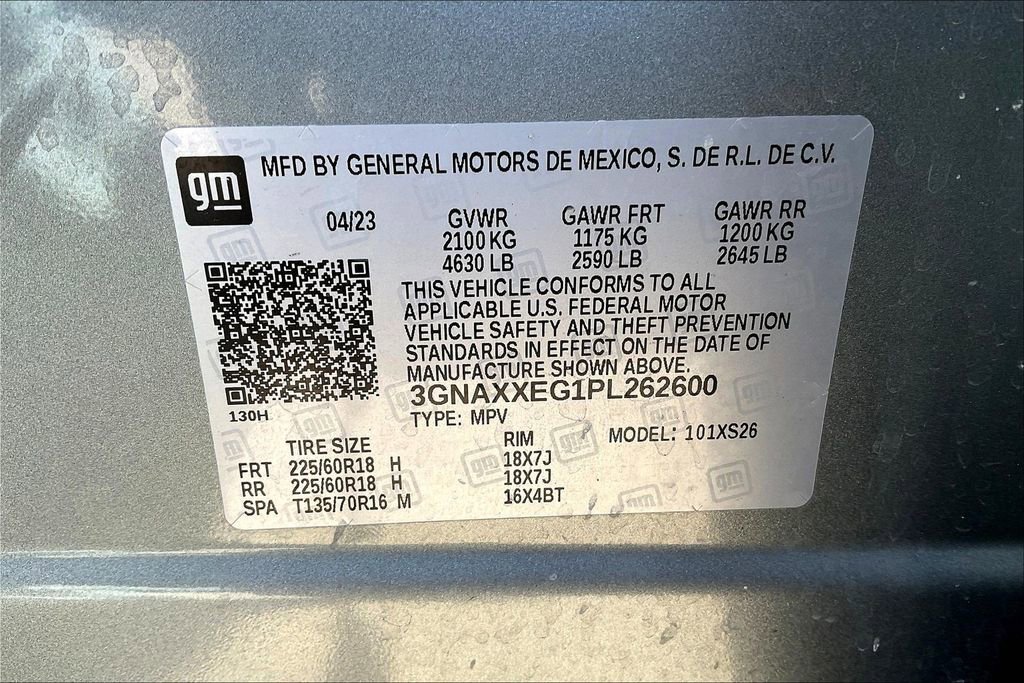 gm
MFD BY GENERAL MOTORS DE MEXICO, S. DE R.L. DE C.V.
04/23 GVWR GAWR FRT GAWR RR
2100 KG 1175 KG 1200 KG
4630 LB 2590 LB 2645 LB
THIS VEHICLE CONFORMS TO ALL
APPLICABLE U.S. FEDERAL MOTOR
VEHICLE SAFETY AND THEFT PREVENTION
STANDARDS IN EFFECT ON THE DATE OF
MANUFACTURE SHOWN ABOVE.
3GNAXXEG1PL262600
130H
TYPE: MPV MODEL: 101XS26
TIRE SIZE RIM
FRT 225/60R18 H 18X7J
RR 225/60R18 H 18X7J
SPA T135/70R16 M 16X4BT